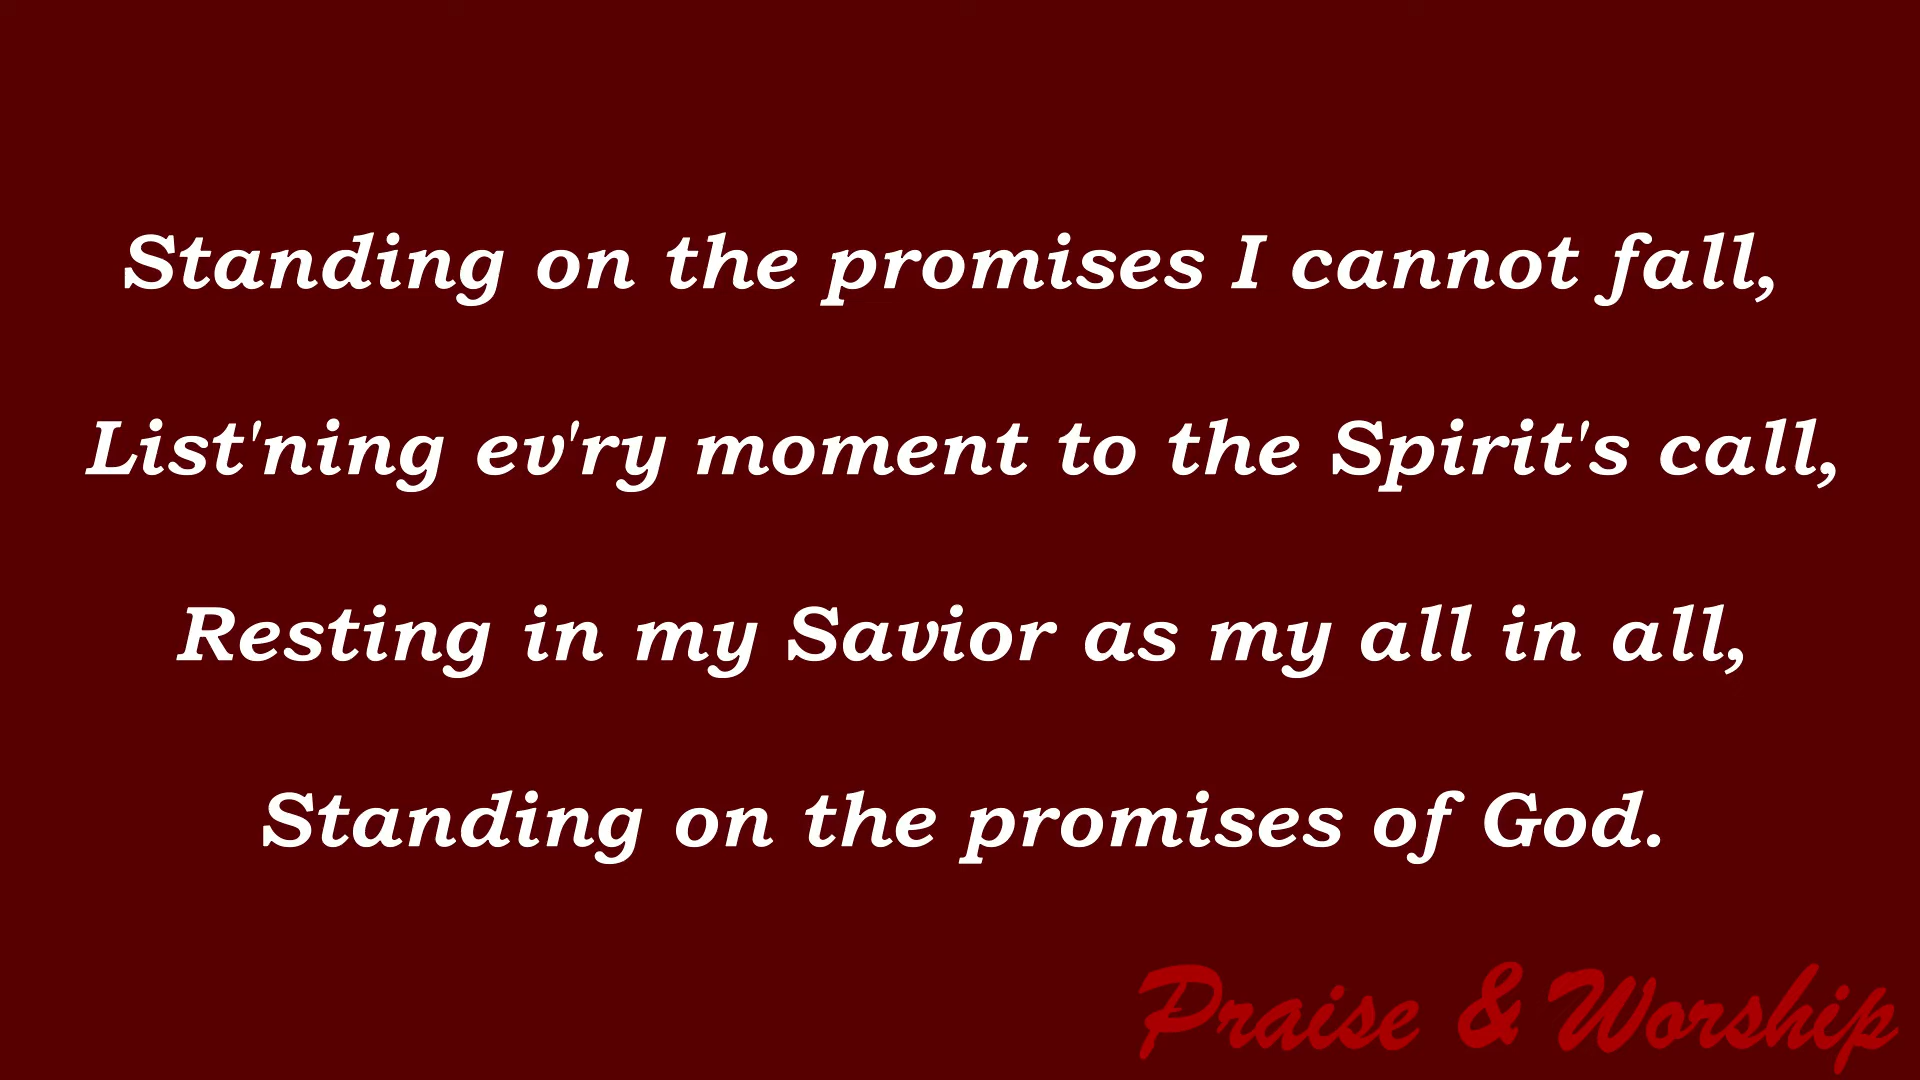 Standing on the promises I cannot fall,
List'ning ev'ry moment to the Spirit's call,
Resting in my Savior as my all in all,
Standing on the promises of God.
Praise & Worship